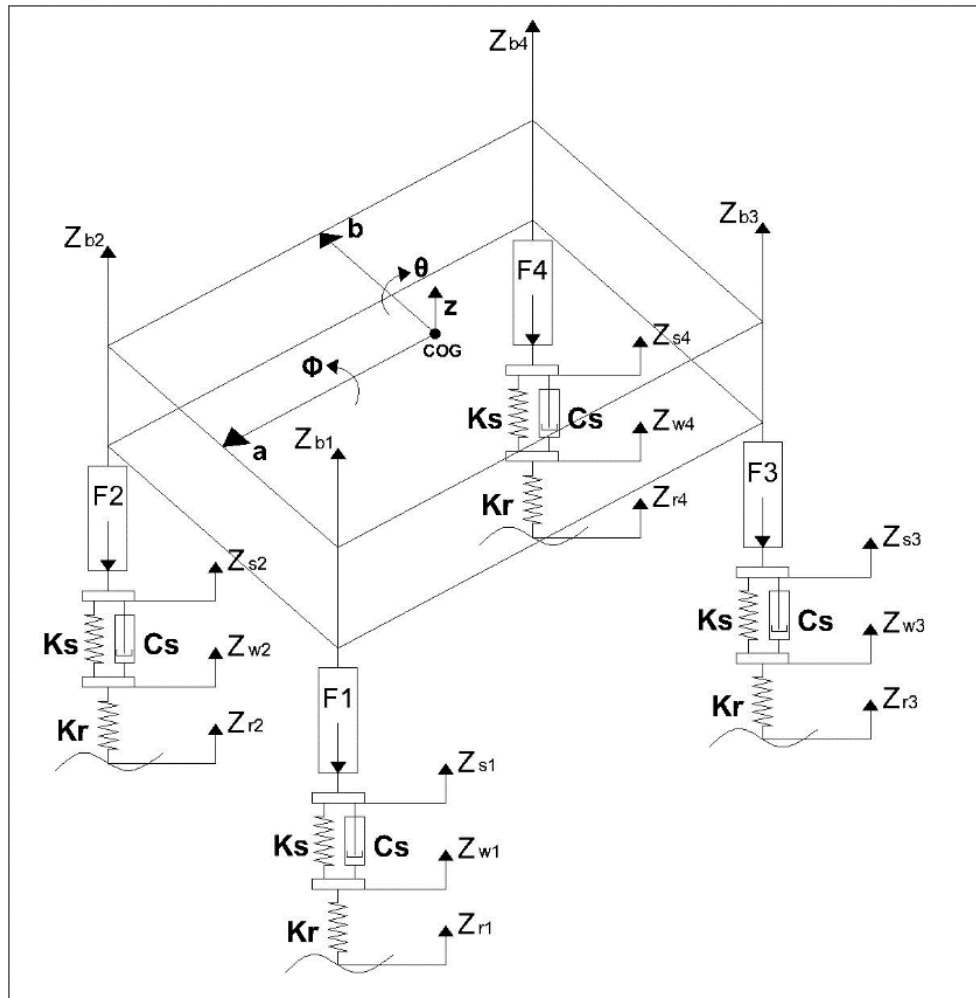 Zb4
Zb2
b
Zb3
θ
F4
z
COG
Zs4
Φ
Ks
Cs
Zw4
a
Zb1
F2
Kr
F3
Zr4
Zs2
Zs3
Ks
Cs
Zw2
Ks
Cs
Zw3
F1
Kr
Zr2
Kr
Zr3
Zs1
Ks
Cs
Zw1
Kr
Zr1